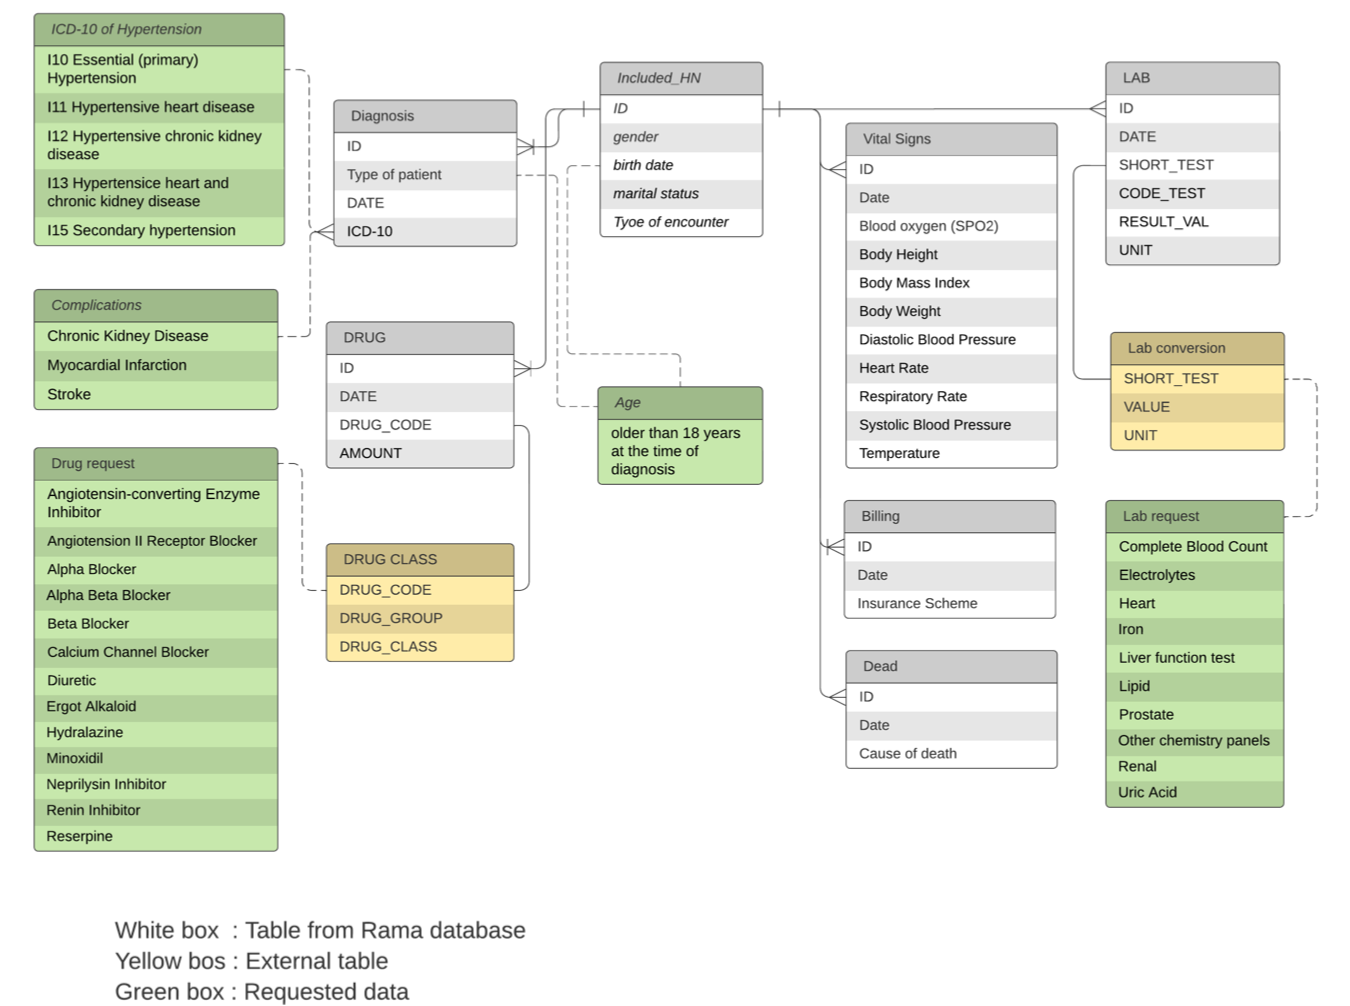 ICD-10 of Hypertension
I10 Essential (primary)
Hypertension
I11 Hypertensive heart disease
I12 Hypertensive chronic kidney
disease
I13 Hypertensice heart and
chronic kidney disease
I15 Secondary hypertension
Complications
Chronic Kidney Disease
Myocardial Infarction
Stroke
Drug request
Angiotensin-converting Enzyme
Inhibitor
Angiotension II Receptor Blocker
Alpha Blocker
Alpha Beta Blocker
Beta Blocker
Calcium Channel Blocker
Diuretic
Ergot Alkaloid
Hydralazine
Minoxidil
Neprilysin Inhibitor
Renin Inhibitor
Reserpine
Diagnosis
ID
Type of patient
DATE
ICD-10
DRUG
ID
DATE
DRUG_CODE
AMOUNT
DRUG CLASS
DRUG_CODE
DRUG_GROUP
DRUG_CLASS
Included_HN
ID
gender
birth date
marital status
Tyoe of encounter
Age
older than 18 years
at the time of
diagnosis
Vital Signs
ID
Date
Blood oxygen (SPO2)
Body Height
Body Mass Index
Body Weight
Diastolic Blood Pressure
Heart Rate
Respiratory Rate
Systolic Blood Pressure
Temperature
Billing
ID
Date
Insurance Scheme
Dead
ID
Date
Cause of death
LAB
ID
DATE
SHORT_TEST
CODE_TEST
RESULT_VAL
UNIT
Lab conversion
SHORT_TEST
VALUE
UNIT
Lab request
Complete Blood Count
Electrolytes
Heart
Iron
Liver function test
Lipid
Prostate
Other chemistry panels
Renal
Uric Acid
White box : Table from Rama database
Yellow bos : External table
Green box : Requested data